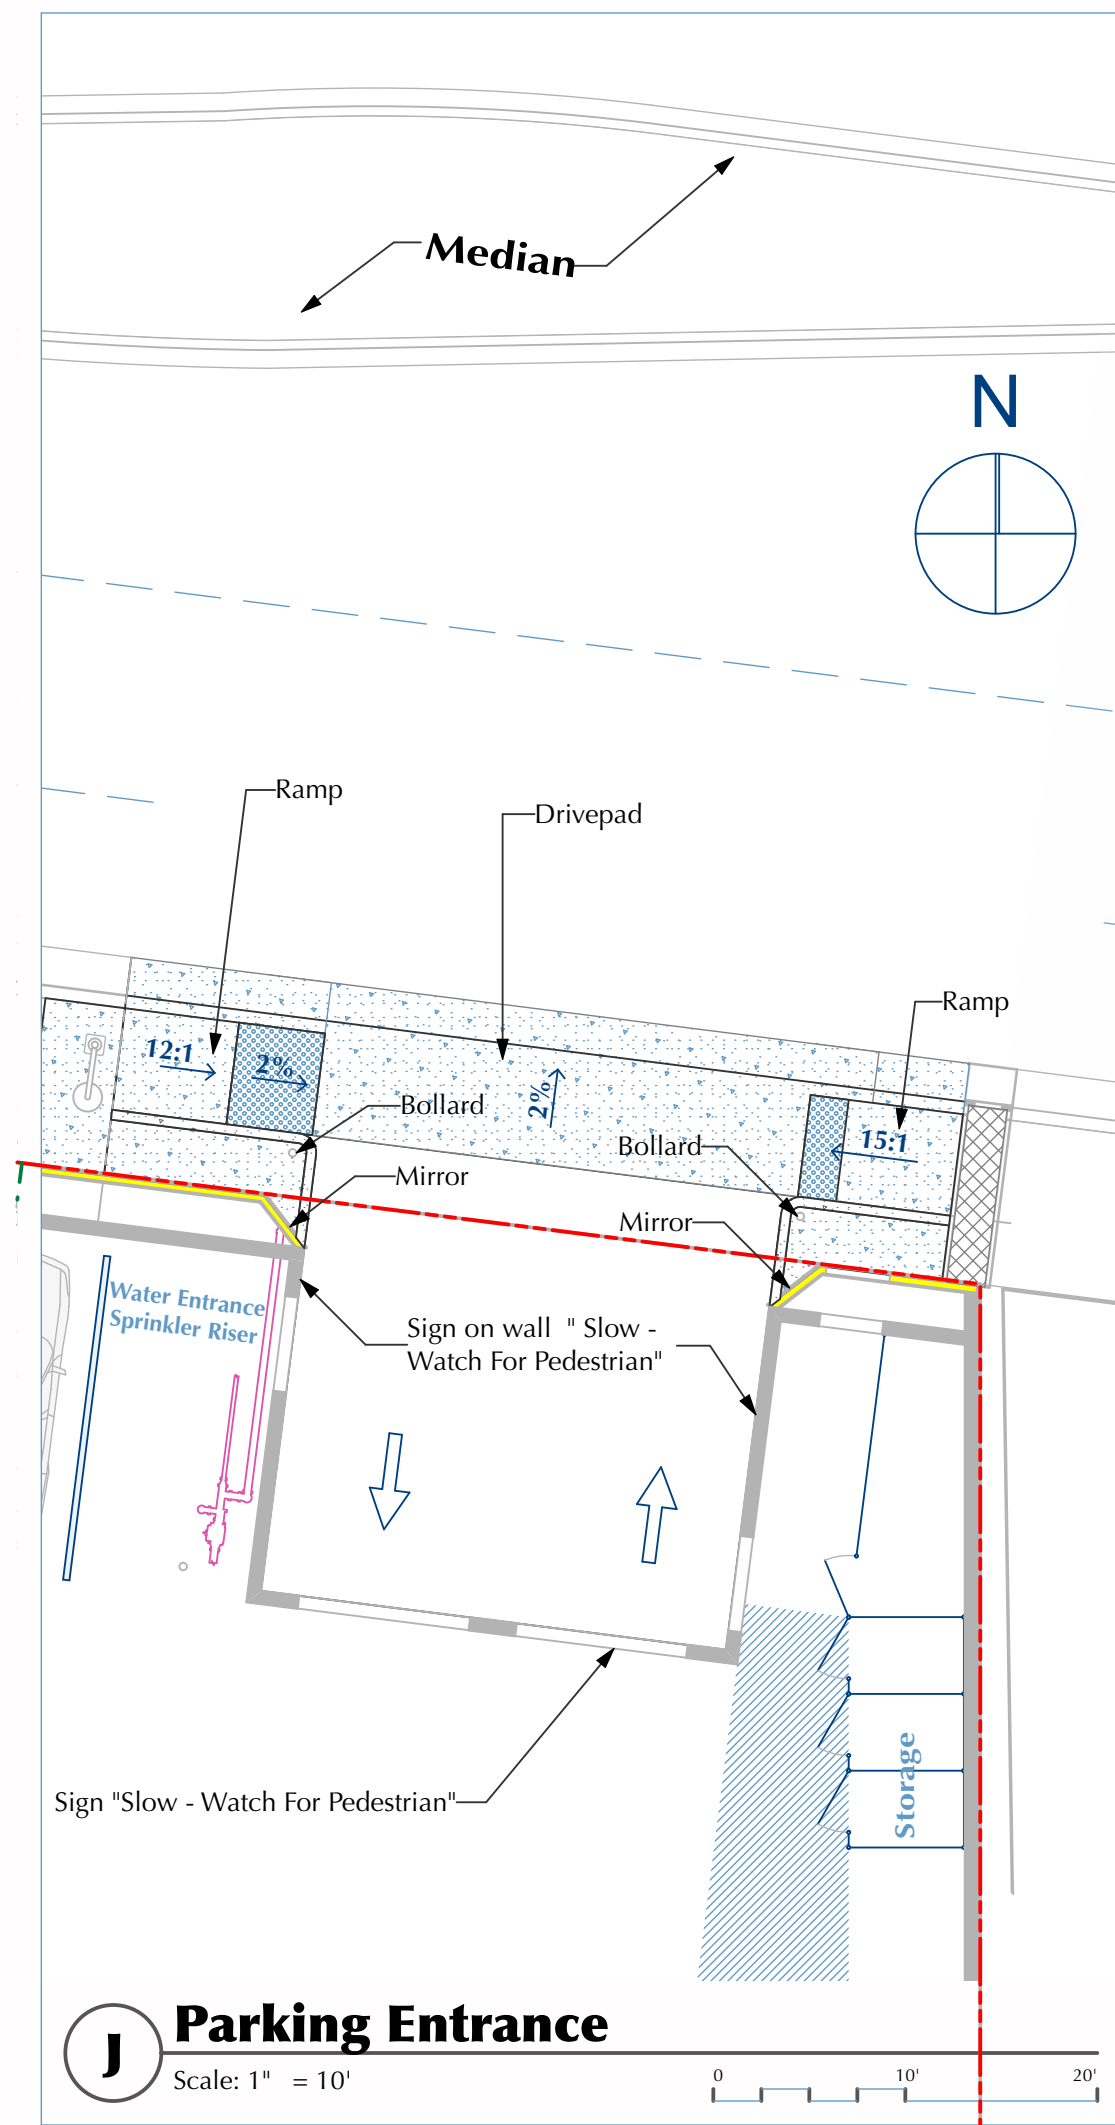 Median
N
Ramp
Drivepad
Ramp
12:1
2%
2%
Bollard
Bollard
15:1
Mirror
Mirror
Water Entrance
Sprinkler Riser
Sign on wall " Slow -
Watch For Pedestrian"
Storage
Sign "Slow - Watch For Pedestrian"
J
Parking Entrance
Scale: 1" = 10'
0 10' 20'